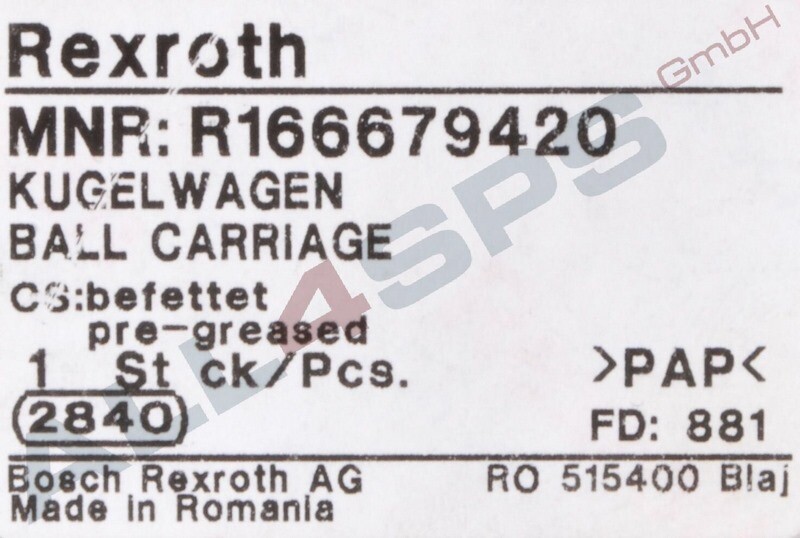 Rexroth
MNR: R166679420
KUGELWAGEN
BALL CARRIAGE
CS:befettet
pre-greased
1 St ck/Pcs.
>PAP<
2840
FD: 881
Bosch Rexroth AG
RO 515400 Blaj
Made in Romania
ALL4SPS GmbH